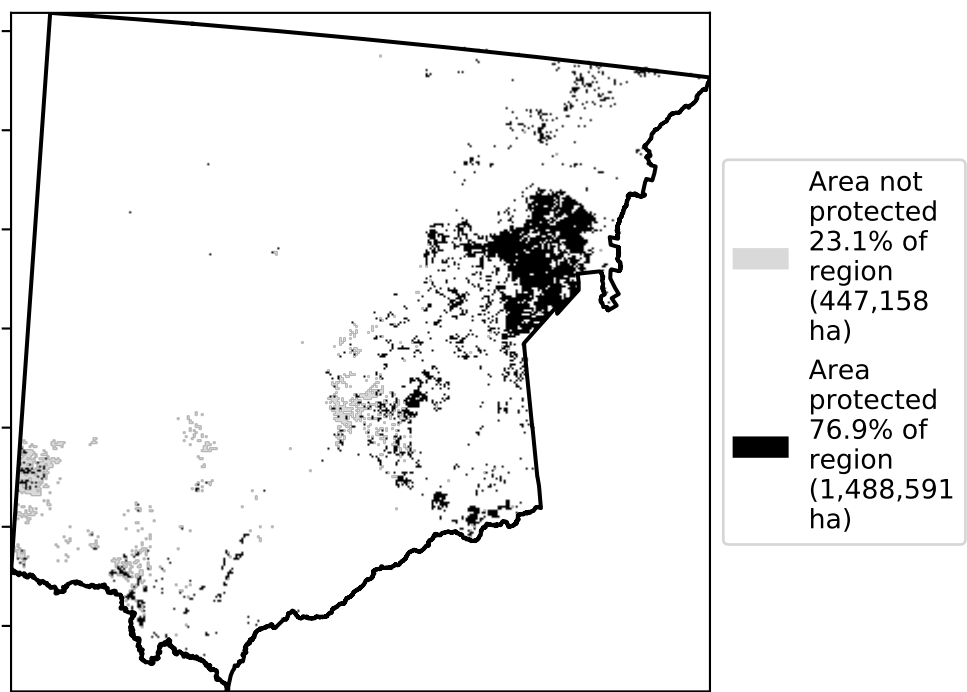 Area not
protected
23.1% of
region
(447,158
ha)
Area
protected
76.9% of
region
(1,488,591
ha)